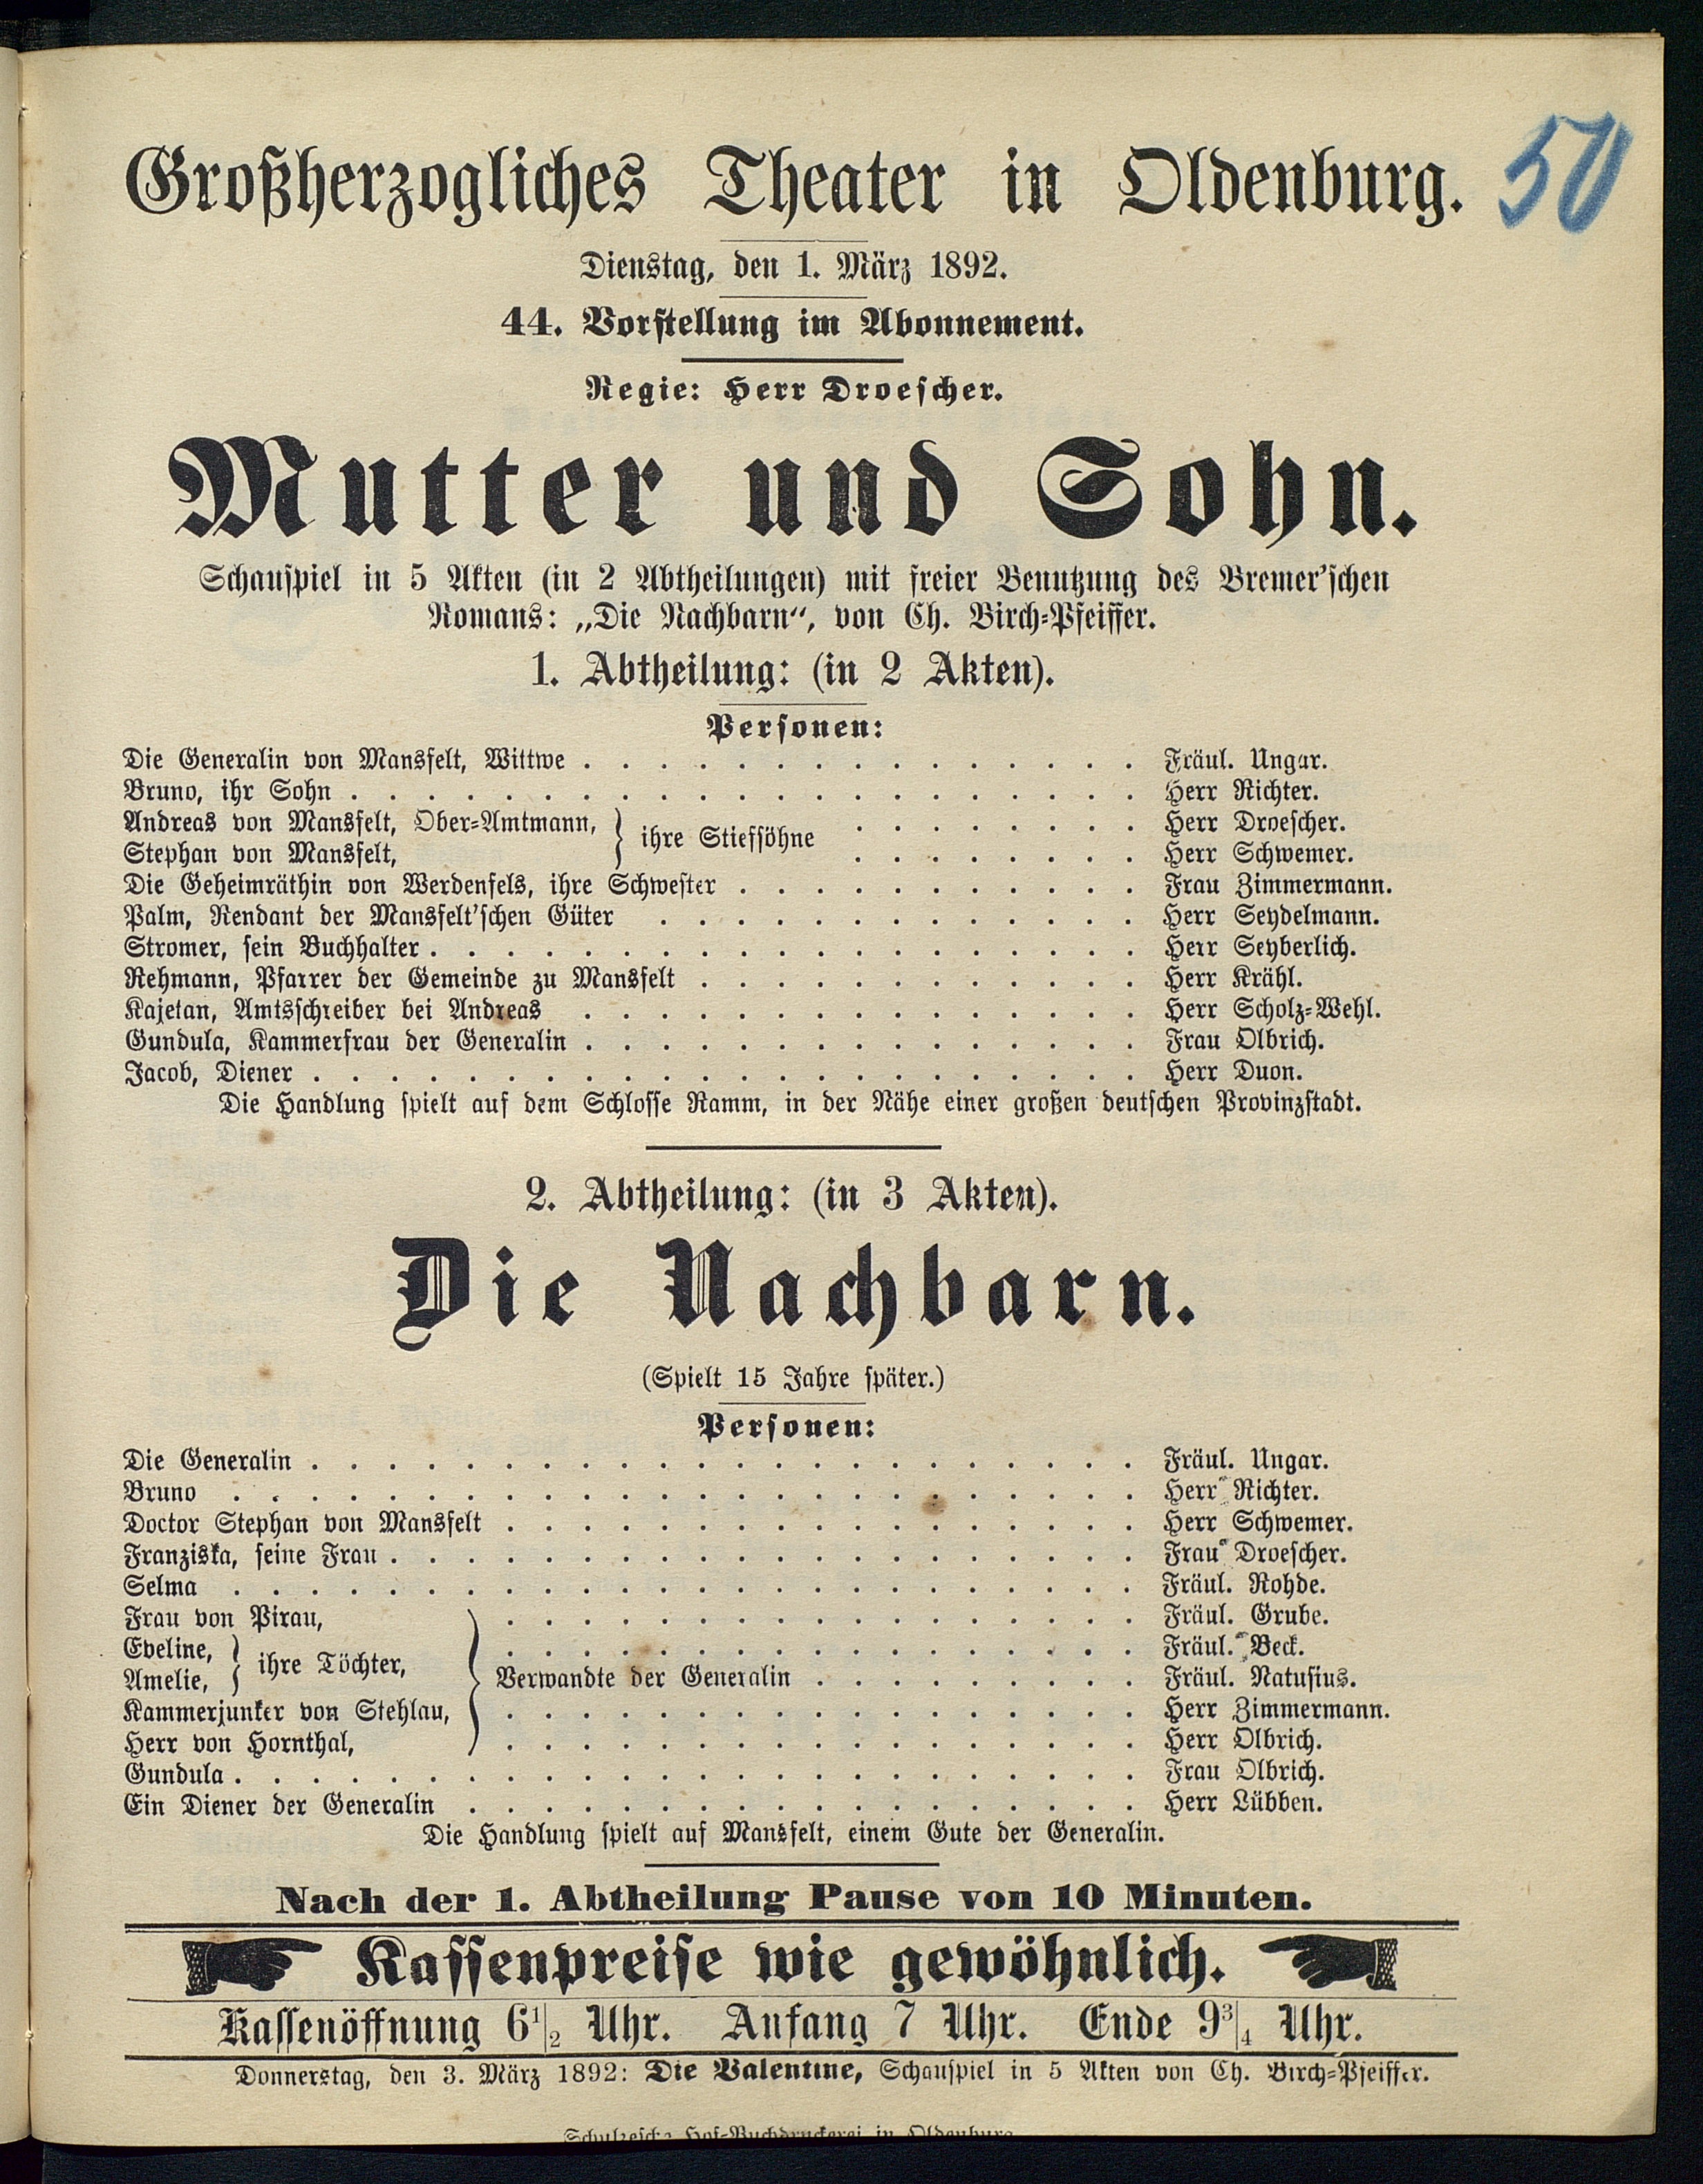 Großherzogliches Theater in Oldenburg.
50
Dienstag, den 1. März 1892.
44. Vorstellung im Abonnement.
Regie: Herr Droescher.
Mutter und Sohn.
Schauspiel in 5 Akten (in 2 Abtheilungen) mit freier Benutzung des Bremer'schen
Romans: „Die Nachbarn“, von Ch. Birch-Pfeiffer.
1. Abtheilung: (in 2 Akten).
Personen:
Die Generalin von Mansfelt, Wittwe . . . . . . . . . . . . . . . Fräul. Ungar.
Bruno, ihr Sohn . . . . . . . . . . . . . . . . . . . . . Herr Richter.
Andreas von Mansfelt, Ober-Amtmann, } ihre Stiefsöhne . . . . . . . . Herr Droescher.
Stephan von Mansfelt, . . . . . . . . Herr Schwemer.
Die Geheimräthin von Werdenfels, ihre Schwester . . . . . . . . . . . Frau Zimmermann.
Palm, Rendant der Mansfelt'schen Güter . . . . . . . . . . . . . Herr Seydelmann.
Stromer, sein Buchhalter . . . . . . . . . . . . . . . . . . . Herr Seyberlich.
Rehmann, Pfarrer der Gemeinde zu Mansfelt . . . . . . . . . . . . Herr Krähl.
Kajetan, Amtsschreiber bei Andreas . . . . . . . . . . . . . . . Herr Scholz-Wehl.
Gundula, Kammerfrau der Generalin . . . . . . . . . . . . . . . Frau Olbrich.
Jacob, Diener . . . . . . . . . . . . . . . . . . . . . . Herr Duon.
Die Handlung spielt auf dem Schlosse Ramm, in der Nähe einer großen deutschen Provinzstadt.
2. Abtheilung: (in 3 Akten).
Die Nachbarn.
(Spielt 15 Jahre später.)
Personen:
Die Generalin . . . . . . . . . . . . . . . . . . . . . . Fräul. Ungar.
Bruno . . . . . . . . . . . . . . . . . . . . . . . . Herr Richter.
Doctor Stephan von Mansfelt . . . . . . . . . . . . . . . . . Herr Schwemer.
Franziska, seine Frau . . . . . . . . . . . . . . . . . . . . Frau Droescher.
Selma . . . . . . . . . . . . . . . . . . . . . . . . Fräul. Rohde.
Frau von Pirau, . . . . . . . . . . . . . . . . . Fräul. Grube.
Eveline, } ihre Töchter, . . . . . . . . . . . . . . . . . Fräul. Beck.
Amelie, } Verwandte der Generalin . . . . . . . . . Fräul. Natusius.
Kammerjunker von Stehlau, . . . . . . . . . . . . . . . . . Herr Zimmermann.
Herr von Hornthal, . . . . . . . . . . . . . . . . . Herr Olbrich.
Gundula . . . . . . . . . . . . . . . . . . . . . . . . Frau Olbrich.
Ein Diener der Generalin . . . . . . . . . . . . . . . . . . Herr Lübben.
Die Handlung spielt auf Mansfelt, einem Gute der Generalin.
Nach der 1. Abtheilung Pause von 10 Minuten.
Kassenpreise wie gewöhnlich.
Kassenöffnung 6 1/2 Uhr. Anfang 7 Uhr. Ende 9 3/4 Uhr.
Donnerstag, den 3. März 1892: Die Valentine, Schauspiel in 5 Akten von Ch. Birch-Pfeiffer.
Schulzesche Hof-Buchdruckerei in Oldenburg